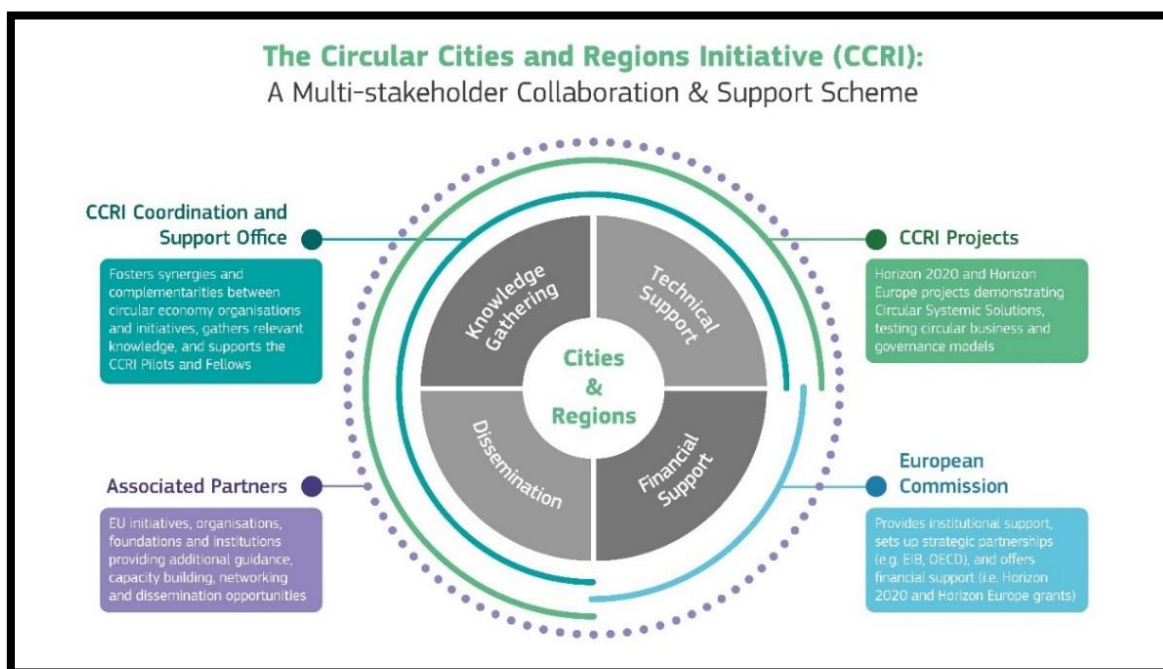 The Circular Cities and Regions Initiative (CCRI):
A Multi-stakeholder Collaboration & Support Scheme
CCRI Coordination and
Support Office
Fosters synergies and
complementarities between
circular economy organisations
and initiatives, gathers relevant
knowledge, and supports the
CCRI Pilots and Fellows
Associated Partners
EU initiatives, organisations,
foundations and institutions
providing additional guidance,
capacity building, networking
and dissemination opportunities
Knowledge
Gathering
Technical
Support
Cities
&
Regions
Dissemination
Financial
Support
CCRI Projects
Horizon 2020 and Horizon
Europe projects demonstrating
Circular Systemic Solutions,
testing circular business and
governance models
European
Commission
Provides institutional support,
sets up strategic partnerships
(e.g. EIB, OECD), and offers
financial support (i.e. Horizon
2020 and Horizon Europe grants)